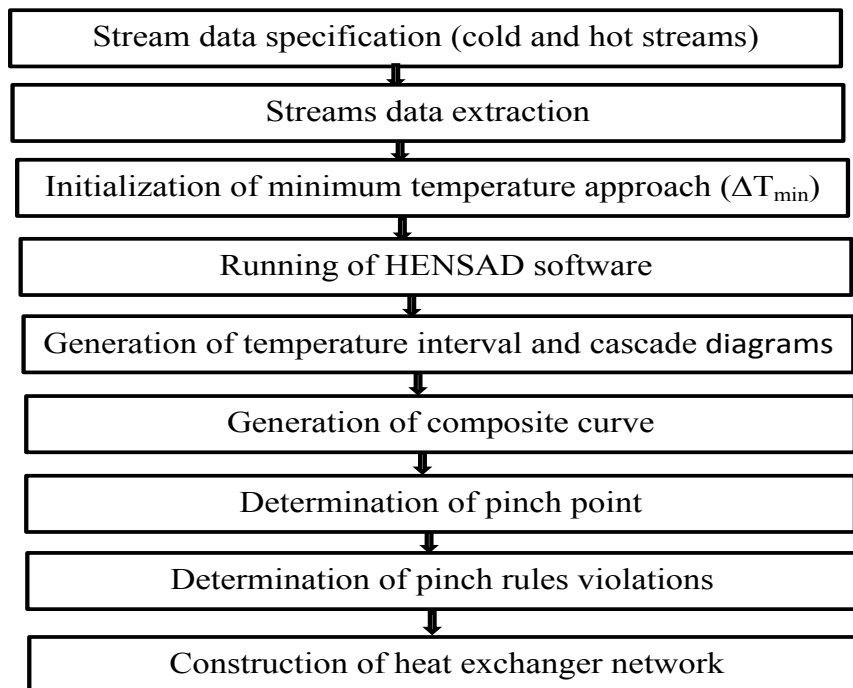 Stream data specification (cold and hot streams)
Streams data extraction
Initialization of minimum temperature approach (ΔTmin)
Running of HENSAD software
Generation of temperature interval and cascade diagrams
Generation of composite curve
Determination of pinch point
Determination of pinch rules violations
Construction of heat exchanger network